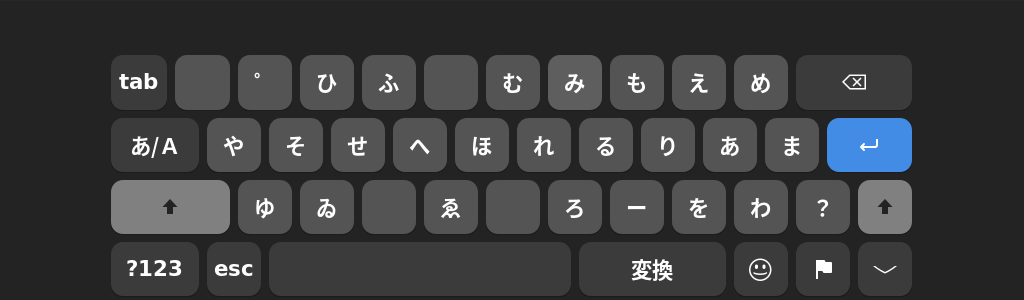 tab ゜ ひ ふ む み も え め
あ/A や そ せ へ ほ れ る り あ ま
ゆ ゐ ゑ ろ ー を わ ？
?123 esc 変換